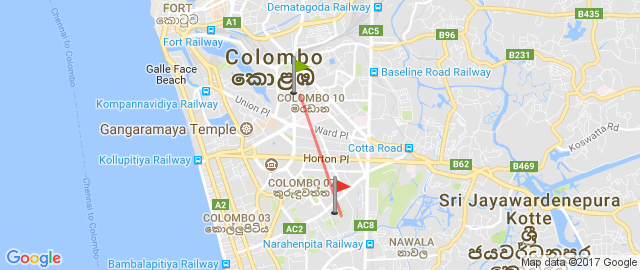 Chennai to Colombo
Dematagoda Railway
FORT
කොටුව
A1
B96
B435
Fort Railway
AC5
B231
Colombo
කොළඹ
Galle Face
Beach
Baseline Road Railway
Kompannavidiya Railway
Union Pl
COLOMBO 10
මරදාන
Gangaramaya Temple
Ward Pl
Koswatta Rd
Cotta Road
Kollupitiya Railway
Horton Pl
B62
B469
COLOMBO 07
කුරුඳුවත්ත
Chennai to Colombo
A2
COLOMBO 03
කොල්ලුපිටිය
AC2
AC8
Sri Jayawardenepura
Kotte
ශ්‍රී
ජයවර්ධනපුර
Narahenpita Railway
NAWALA
නාවල
Google
Bambalapitiya Railway
Map data ©2017 Google